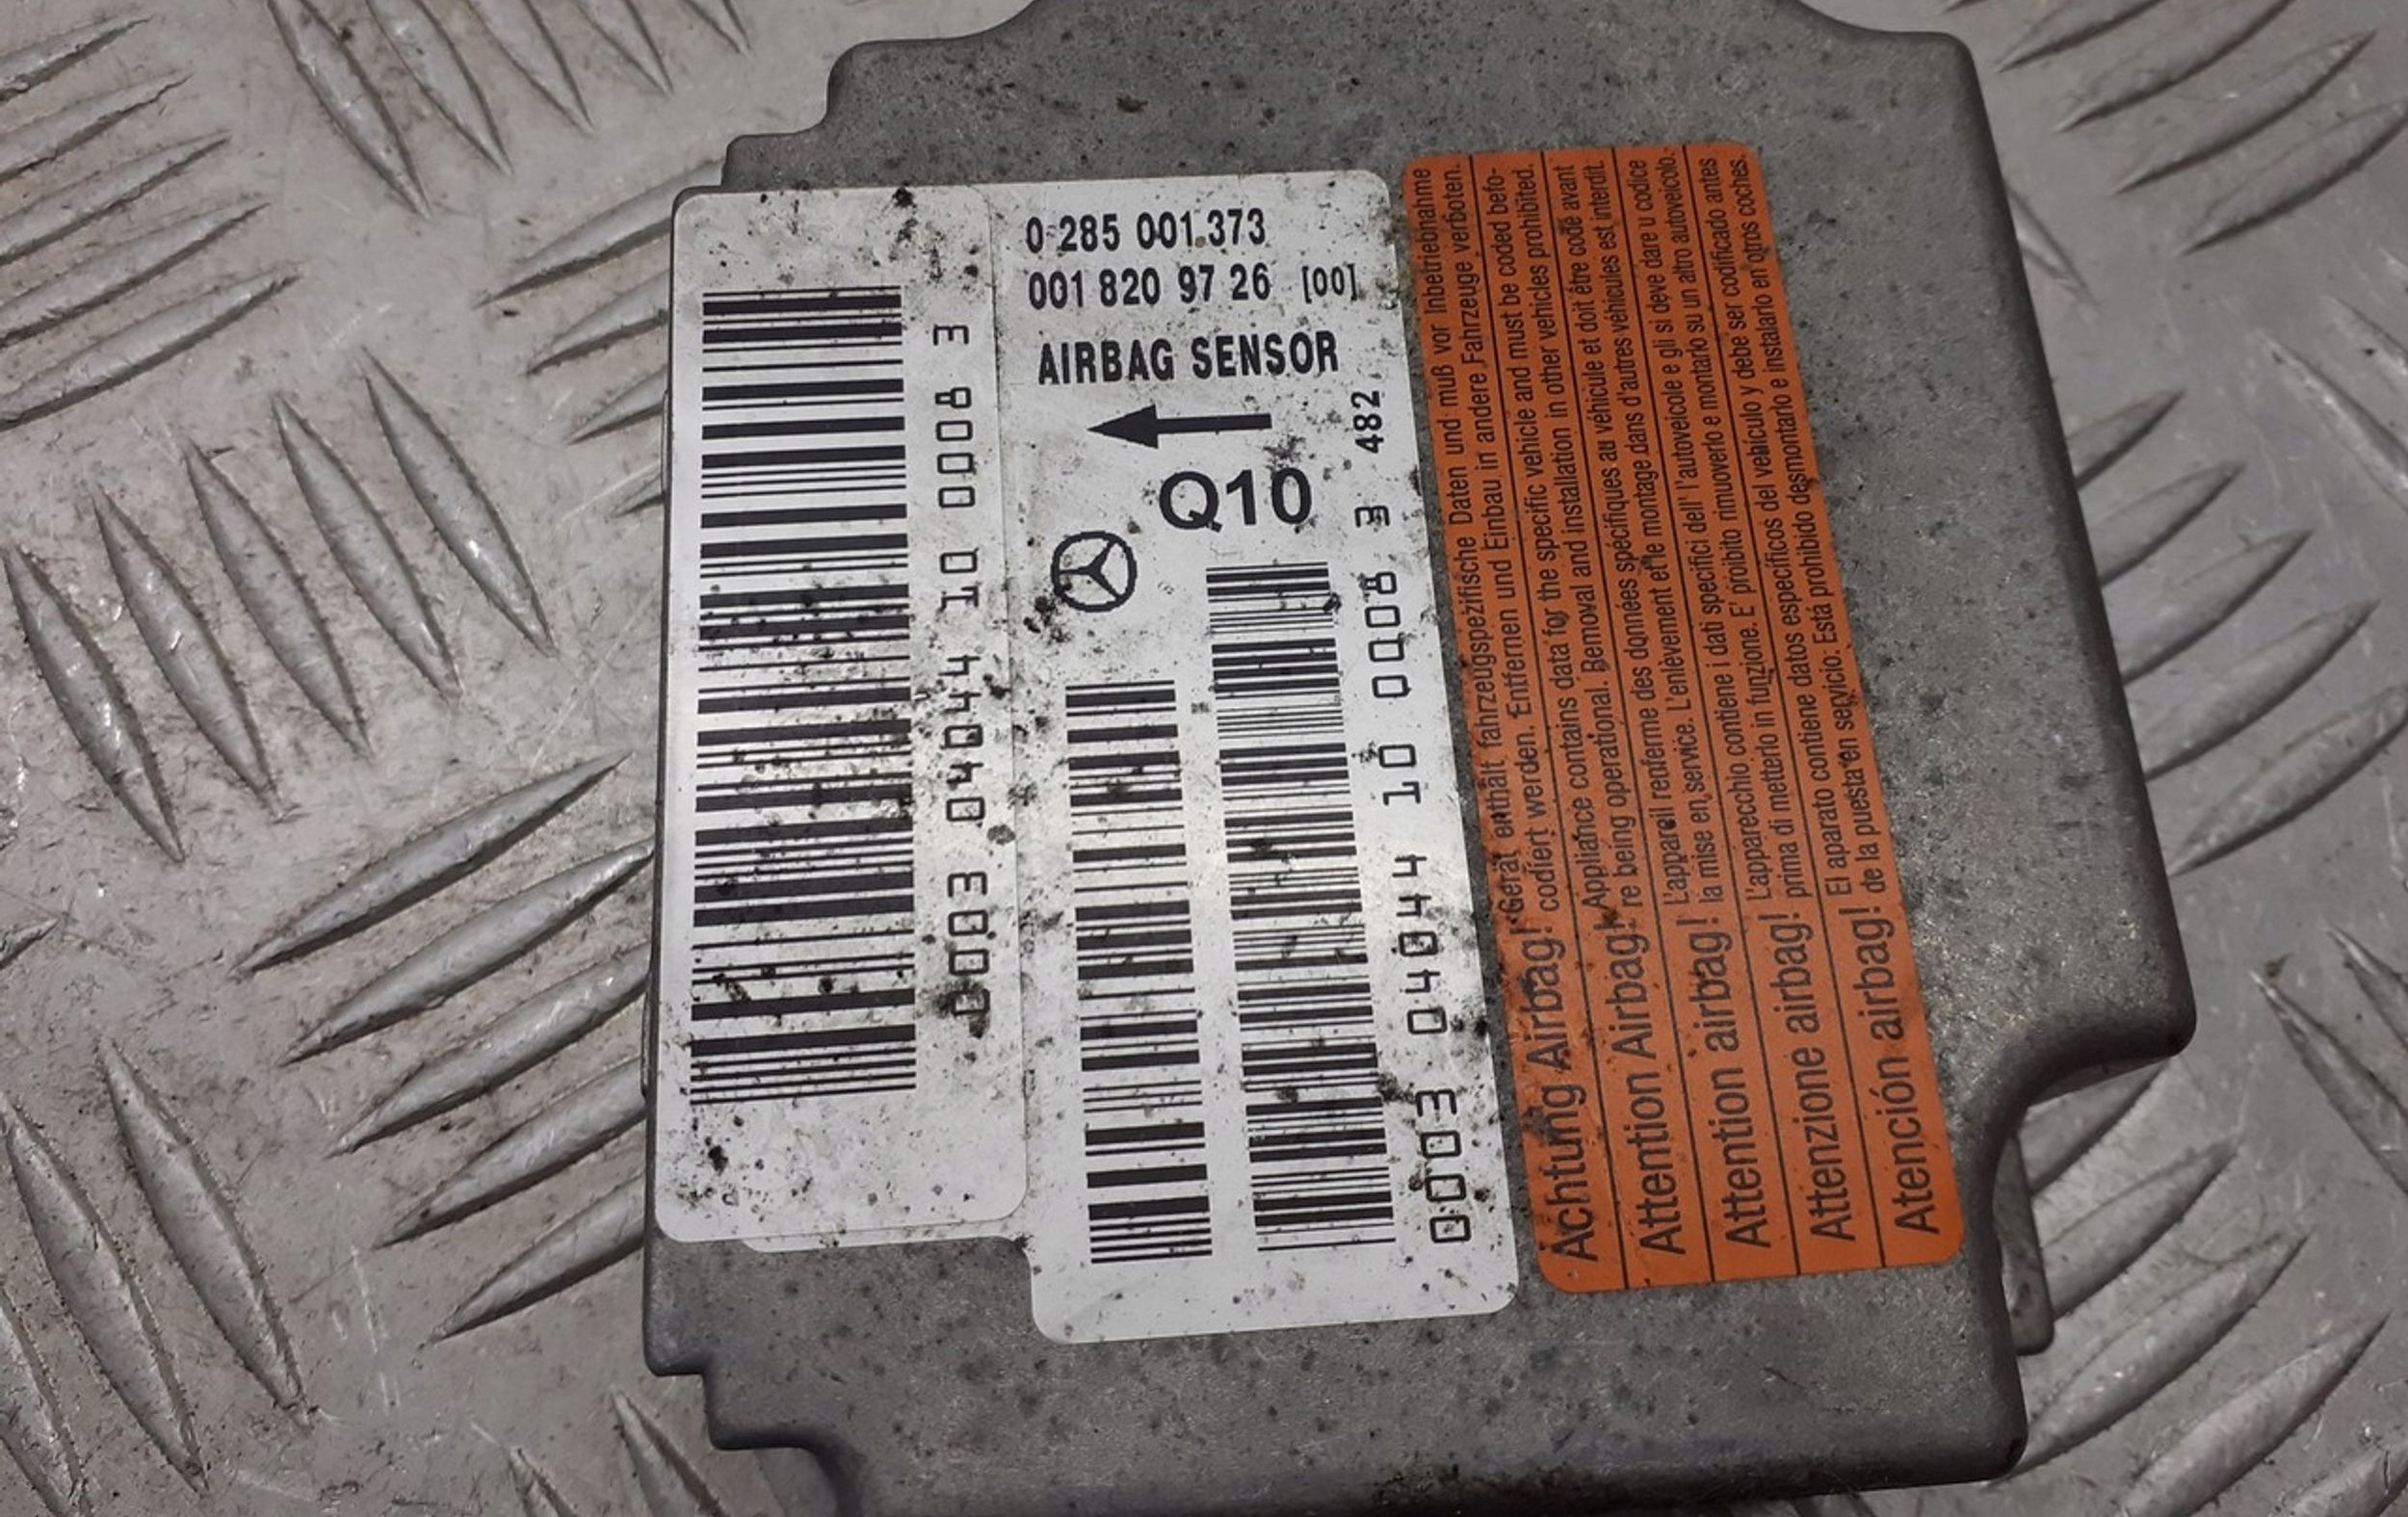 0 285 001 373
001 820 97 26 [00]
AIRBAG SENSOR
Q10
482
0003 04044 10 0008 3
0003 04044 10 0008 3
Achtung Airbag! Gerät enthält fahrzeugspezifische Daten und muß vor Inbetriebnahme
codiert werden. Entfernen und Einbau in andere Fahrzeuge verboten.
Attention Airbag! Appliance contains data for the specific vehicle and must be coded befo-
re being operational. Removal and installation in other vehicles prohibited.
Attention airbag! L'appareil renferme des données spécifiques au véhicule et doit être codé avant
la mise en service. L'enlèvement et le montage dans d'autres véhicules est interdit.
Attenzione airbag! L'apparecchio contiene i dati specifici dell' l'autoveicole e gli si deve dare u codice
prima di metterlo in funzione. E' proibito rimuoverlo e montarlo su un altro autoveicolo.
Atención airbag! El aparato contiene datos específicos del vehículo y debe ser codificado antes
de la puesta en servicio. Está prohibido desmontarlo e instalarlo en otros coches.